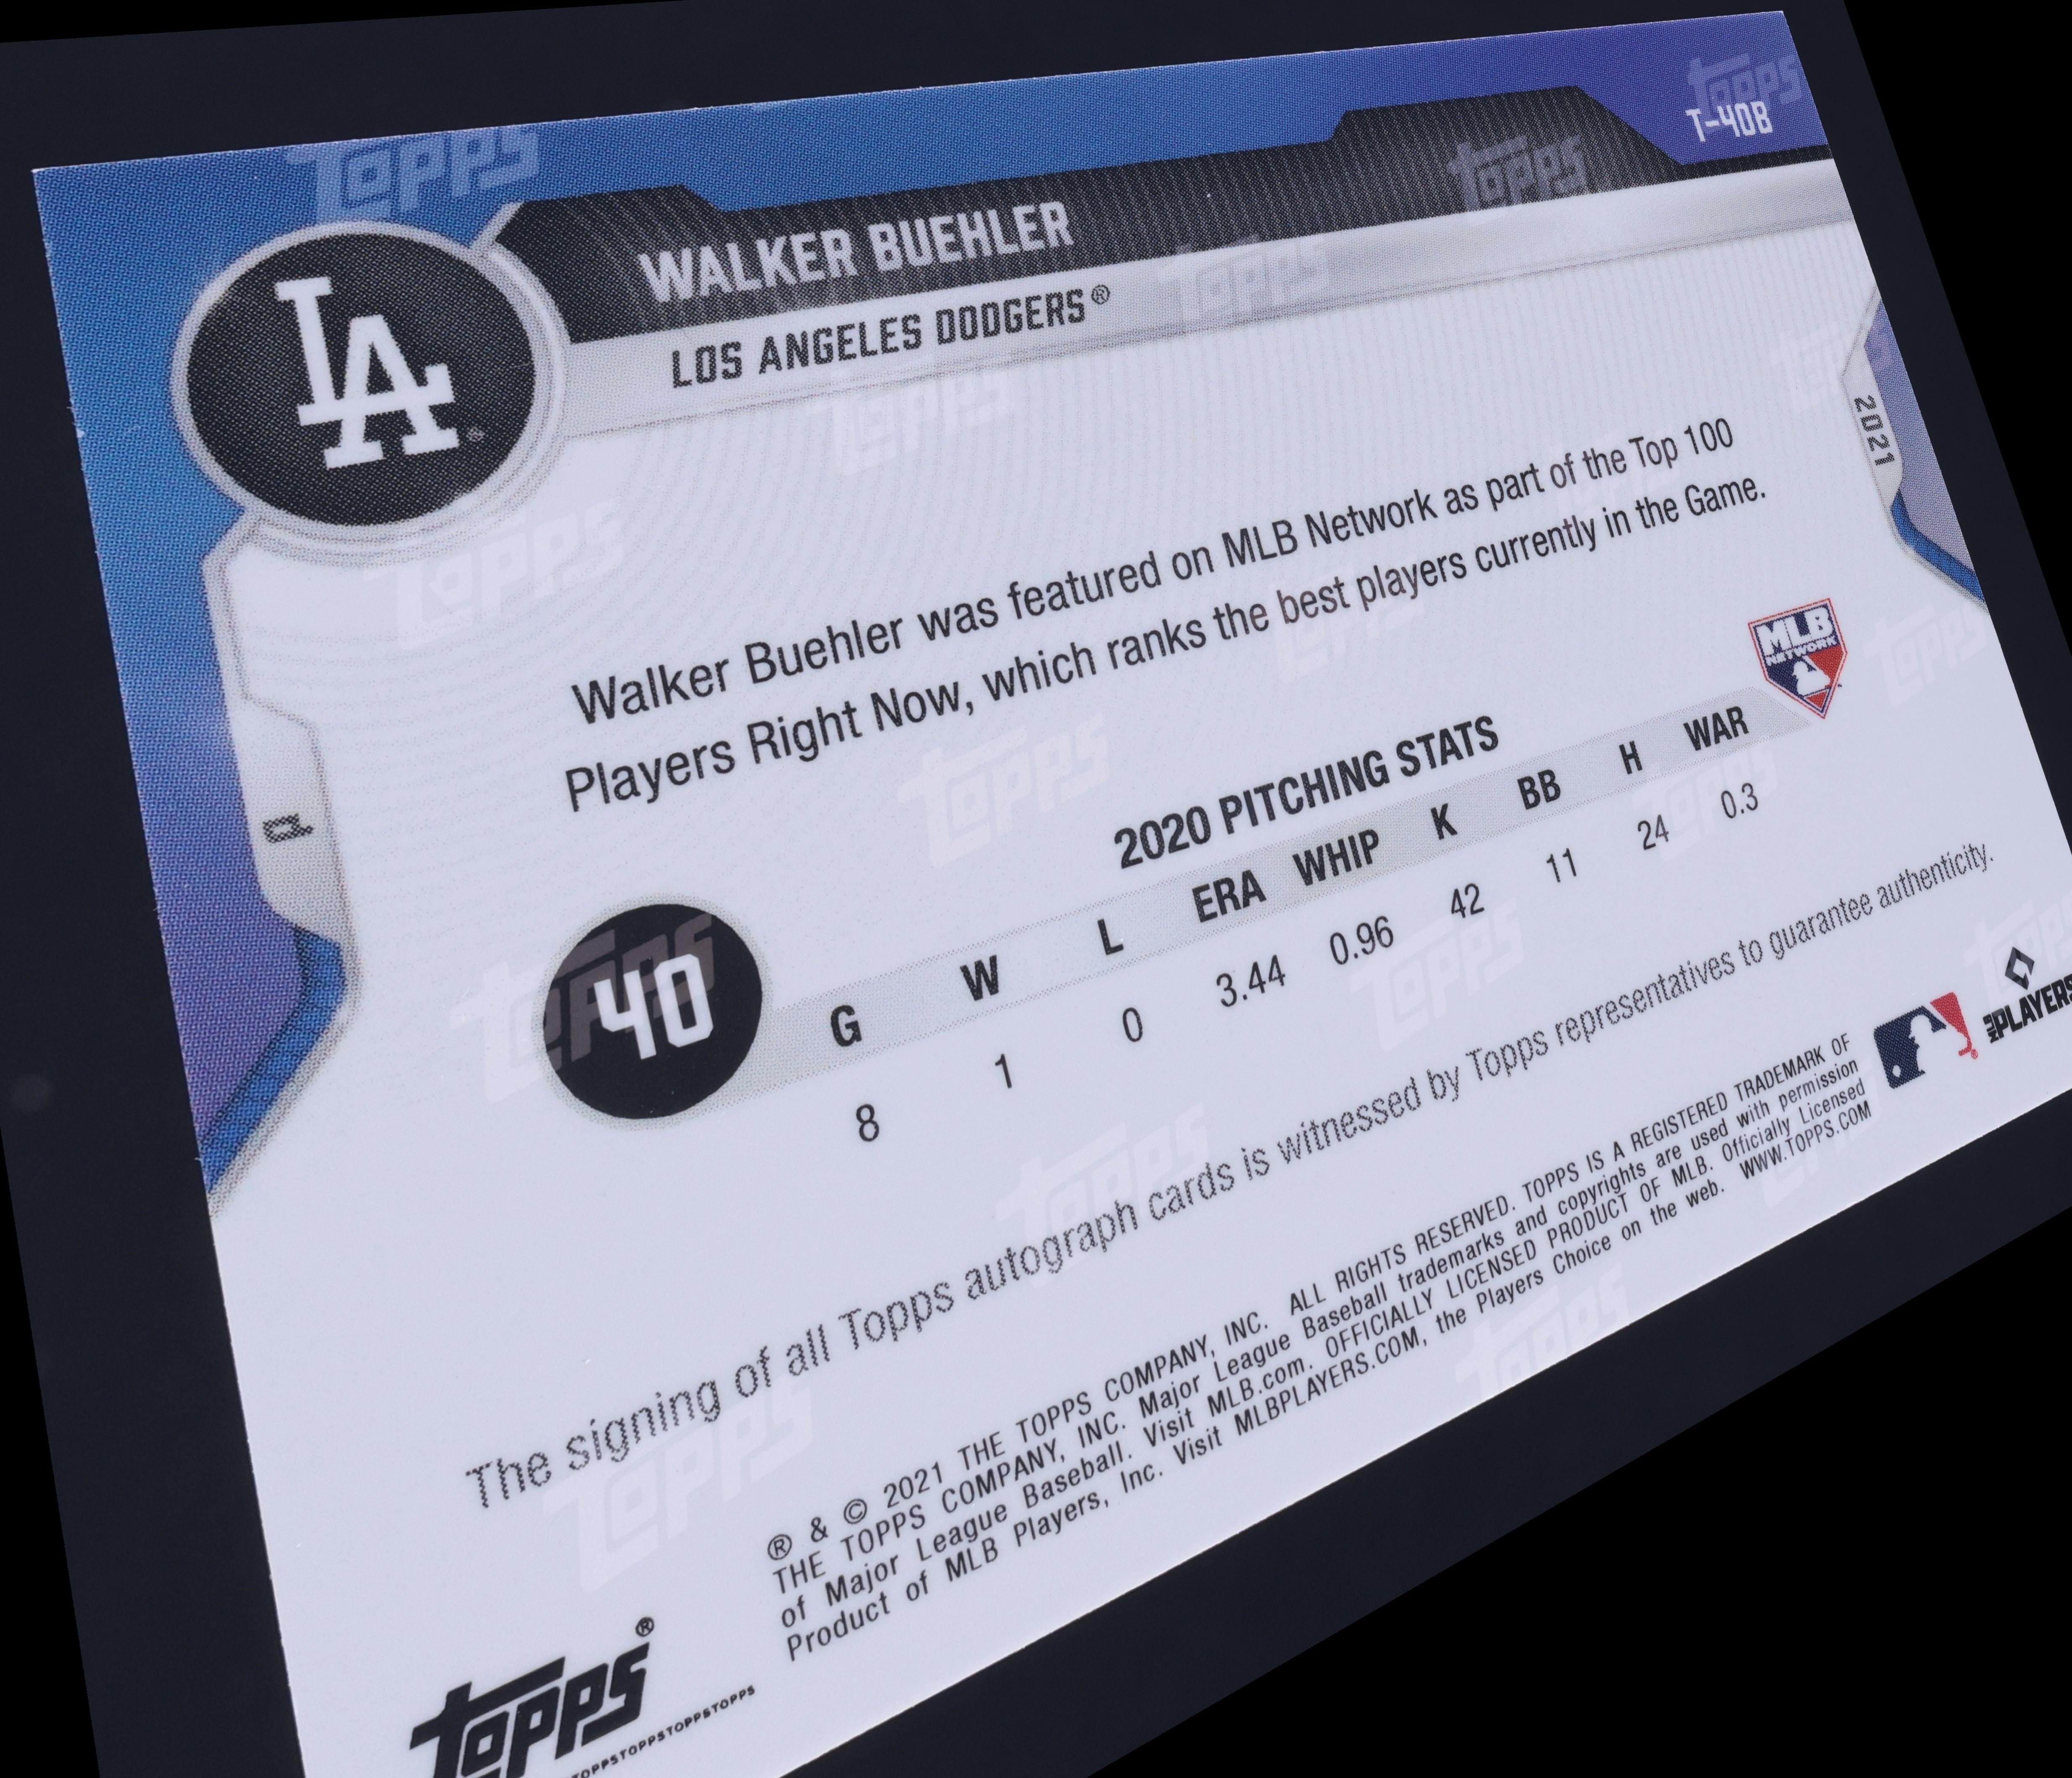 T-40B
WALKER BUEHLER
LOS ANGELES DODGERS®
LA
2021
P
Walker Buehler was featured on MLB Network as part of the Top 100
Players Right Now, which ranks the best players currently in the Game.
MLB
NETWORK
2020 PITCHING STATS
40
G W L ERA WHIP K BB H WAR
8 1 0 3.44 0.96 42 11 24 0.3
The signing of all Topps autograph cards is witnessed by Topps representatives to guarantee authenticity.
® & © 2021 THE TOPPS COMPANY, INC. ALL RIGHTS RESERVED. TOPPS IS A REGISTERED TRADEMARK OF
THE TOPPS COMPANY, INC. Major League Baseball trademarks and copyrights are used with permission
of Major League Baseball. Visit MLB.com. OFFICIALLY LICENSED PRODUCT OF MLB. Officially Licensed
Product of MLB Players, Inc. Visit MLBPLAYERS.COM, the Players Choice on the web. WWW.TOPPS.COM
MLB PLAYERS
Topps®